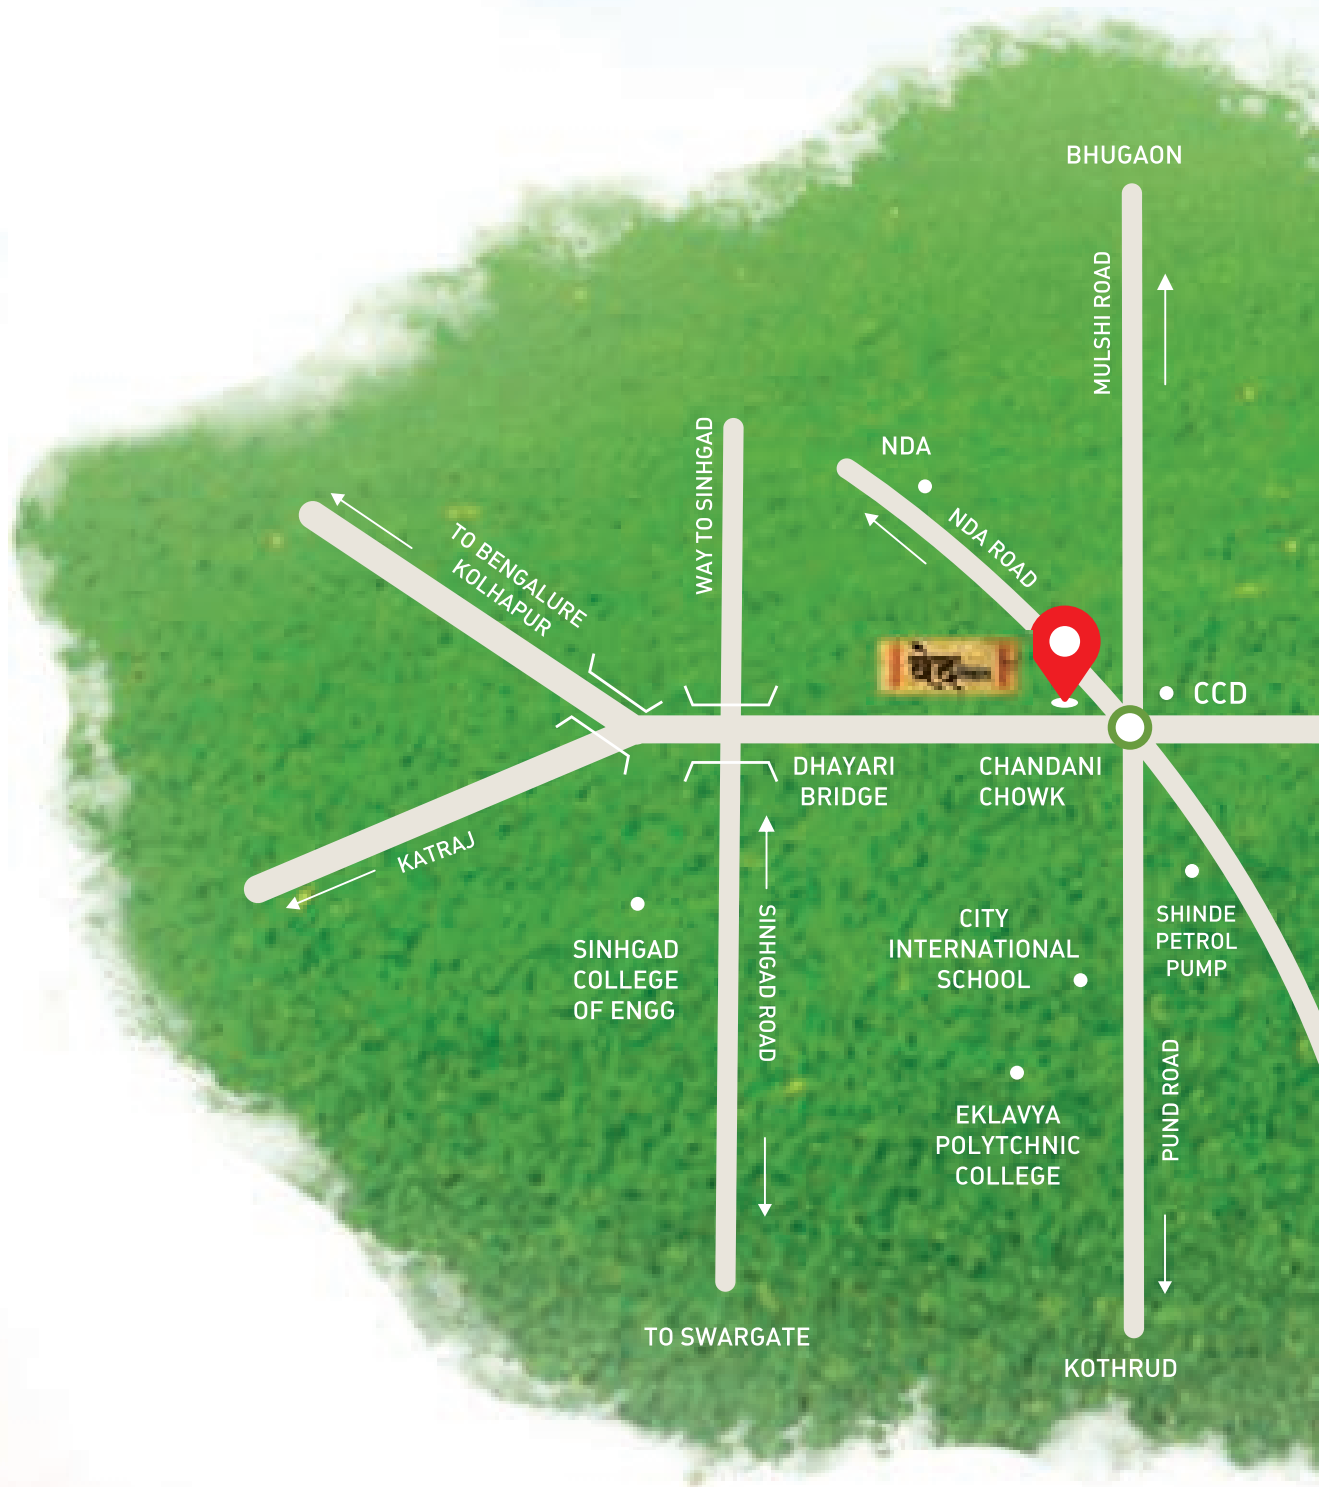 BHUGAON
MULSHI ROAD
WAY TO SINHGAD
NDA
NDA ROAD
TO BENGALURE
KOLHAPUR
CCD
DHAYARI
BRIDGE
CHANDANI
CHOWK
KATRAJ
SINHGAD
COLLEGE
OF ENGG
SINHGAD ROAD
CITY
INTERNATIONAL
SCHOOL
SHINDE
PETROL
PUMP
PUND ROAD
EKLAVYA
POLYTCHNIC
COLLEGE
TO SWARGATE
KOTHRUD